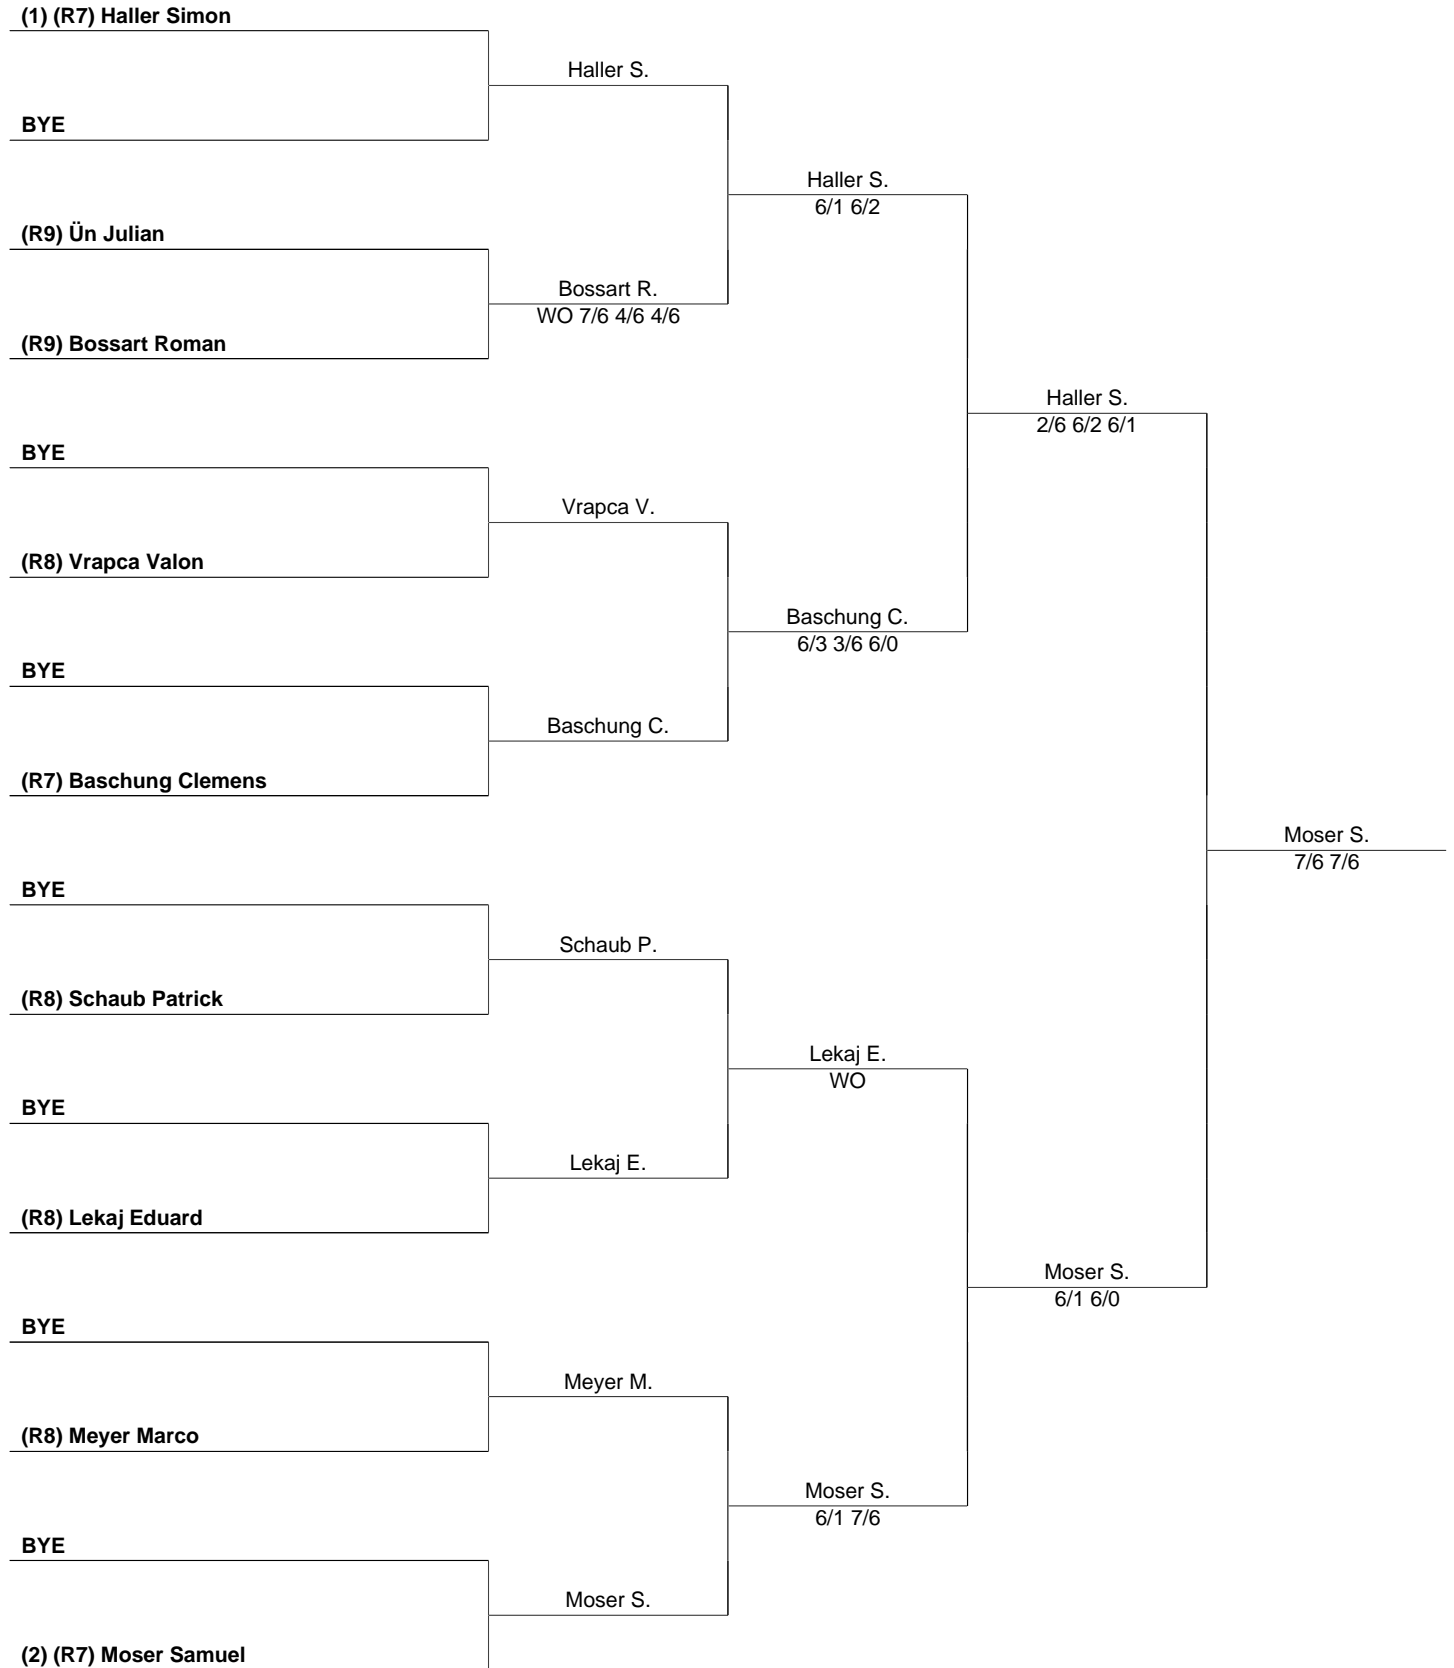 (1) (R7) Haller Simon
Haller S.
BYE
Haller S.
6/1 6/2
(R9) Ün Julian
Bossart R.
WO 7/6 4/6 4/6
(R9) Bossart Roman
Haller S.
2/6 6/2 6/1
BYE
Vrapca V.
(R8) Vrapca Valon
Baschung C.
6/3 3/6 6/0
BYE
Baschung C.
(R7) Baschung Clemens
Moser S.
7/6 7/6
BYE
Schaub P.
(R8) Schaub Patrick
Lekaj E.
WO
BYE
Lekaj E.
(R8) Lekaj Eduard
Moser S.
6/1 6/0
BYE
Meyer M.
(R8) Meyer Marco
Moser S.
6/1 7/6
BYE
Moser S.
(2) (R7) Moser Samuel